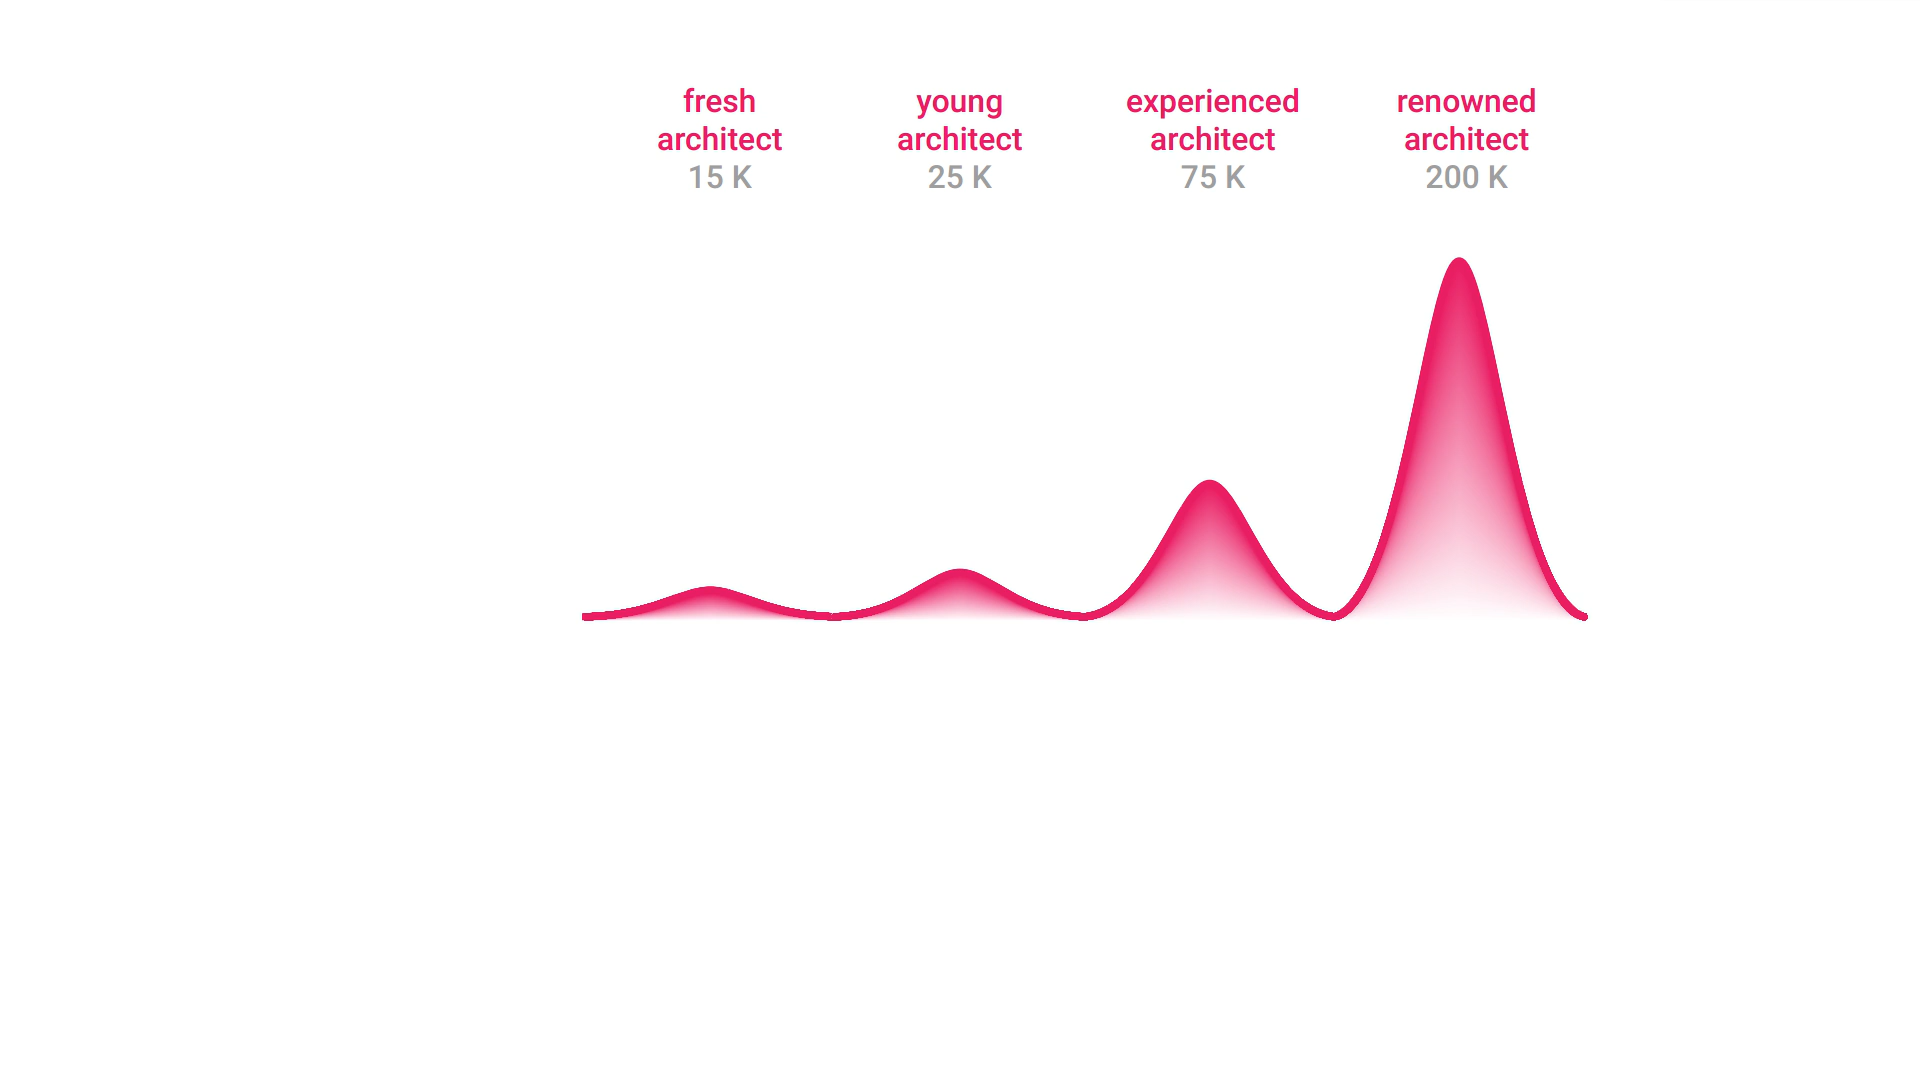 fresh
architect
15 K
young
architect
25 K
experienced
architect
75 K
renowned
architect
200 K